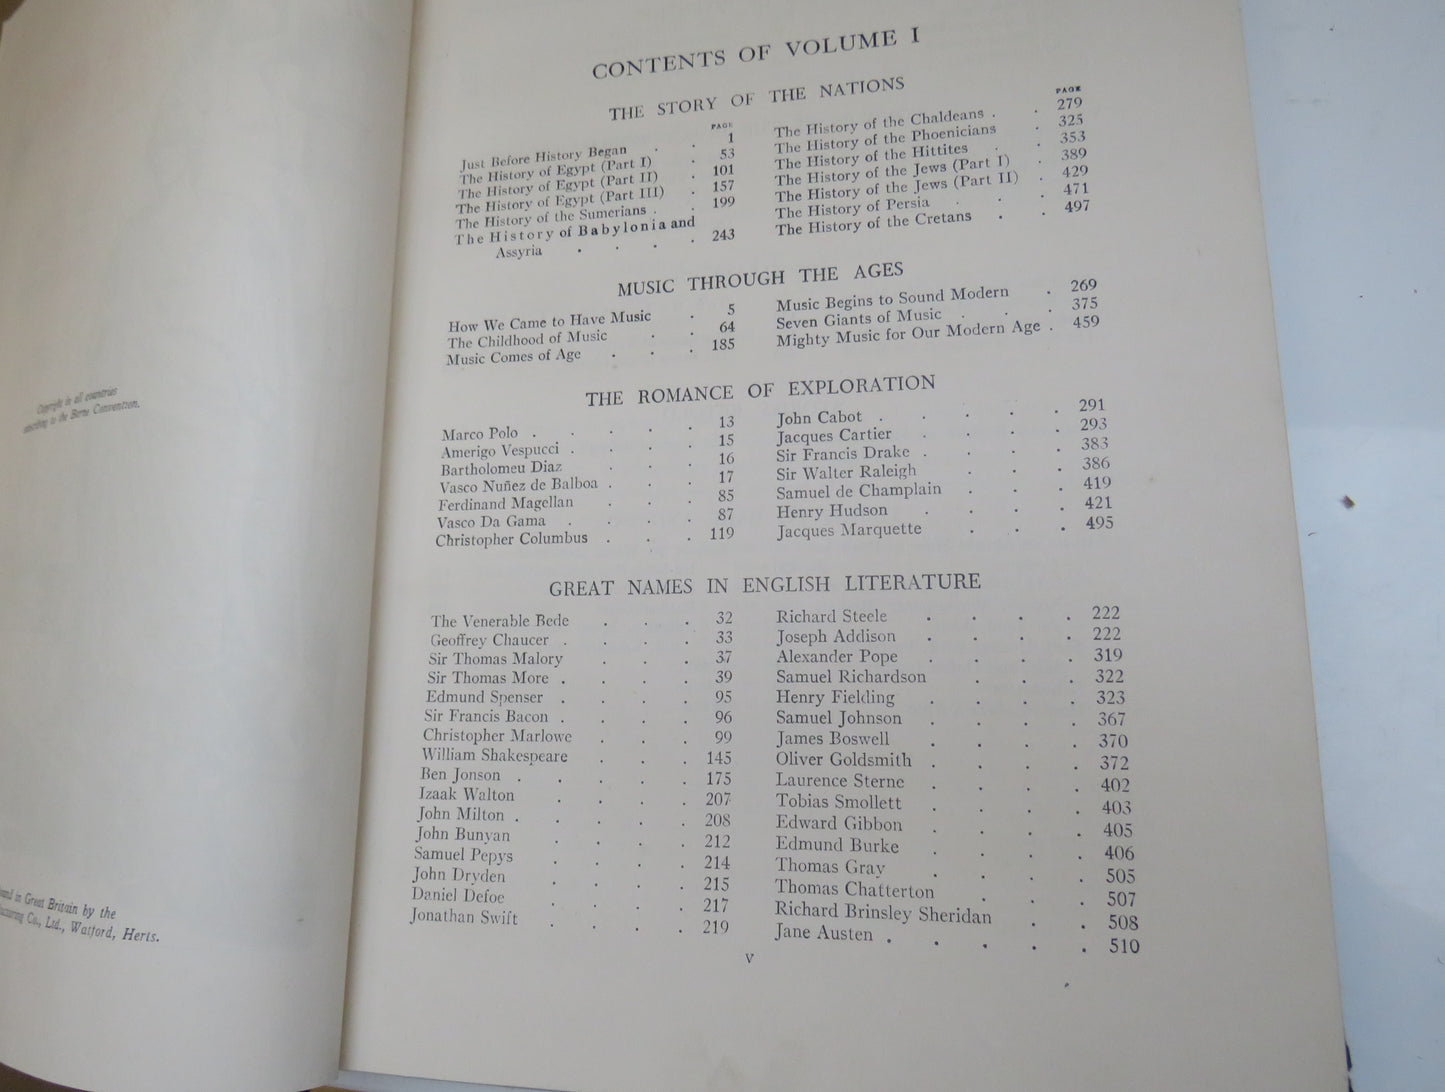 Copyright in all countries
to the Berne Convention.
in Great Britain by the
Co., Ltd., Watford, Herts.
CONTENTS OF VOLUME I
THE STORY OF THE NATIONS
PAGE
Just Before History Began . . 1
The History of Egypt (Part I) . 53
The History of Egypt (Part II) . 101
The History of Egypt (Part III) . 157
The History of the Sumerians . . 199
The History of Babylonia and
Assyria . . . . 243
PAGE
The History of the Chaldeans . . 279
The History of the Phoenicians . 325
The History of the Hittites . . 353
The History of the Jews (Part I) . 389
The History of the Jews (Part II) . 429
The History of Persia . . . 471
The History of the Cretans . . 497
MUSIC THROUGH THE AGES
How We Came to Have Music . 5
The Childhood of Music . . 64
Music Comes of Age . . . 185
Music Begins to Sound Modern . 269
Seven Giants of Music . . . 375
Mighty Music for Our Modern Age . 459
THE ROMANCE OF EXPLORATION
Marco Polo . . . . . 13
Amerigo Vespucci . . . . 15
Bartholomeu Diaz . . . 16
Vasco Nuñez de Balboa . . . 17
Ferdinand Magellan . . . 85
Vasco Da Gama . . . . 87
Christopher Columbus . . . 119
John Cabot . . . . . 291
Jacques Cartier . . . . 293
Sir Francis Drake . . . . 383
Sir Walter Raleigh . . . 386
Samuel de Champlain . . . 419
Henry Hudson . . . . 421
Jacques Marquette . . . 495
GREAT NAMES IN ENGLISH LITERATURE
The Venerable Bede . . . 32
Geoffrey Chaucer . . . . 33
Sir Thomas Malory . . . 37
Sir Thomas More . . . . 39
Edmund Spenser . . . . 95
Sir Francis Bacon . . . . 96
Christopher Marlowe . . . 99
William Shakespeare . . . 145
Ben Jonson . . . . . 175
Izaak Walton . . . . 207
John Milton . . . . . 208
John Bunyan . . . . 212
Samuel Pepys . . . . 214
John Dryden . . . . 215
Daniel Defoe . . . . 217
Jonathan Swift . . . . 219
Richard Steele . . . . 222
Joseph Addison . . . . 222
Alexander Pope . . . . 319
Samuel Richardson . . . 322
Henry Fielding . . . . 323
Samuel Johnson . . . . 367
James Boswell . . . . 370
Oliver Goldsmith . . . . 372
Laurence Sterne . . . . 402
Tobias Smollett . . . . 403
Edward Gibbon . . . . 405
Edmund Burke . . . . 406
Thomas Gray . . . . 505
Thomas Chatterton . . . 507
Richard Brinsley Sheridan . . 508
Jane Austen . . . . . 510
V